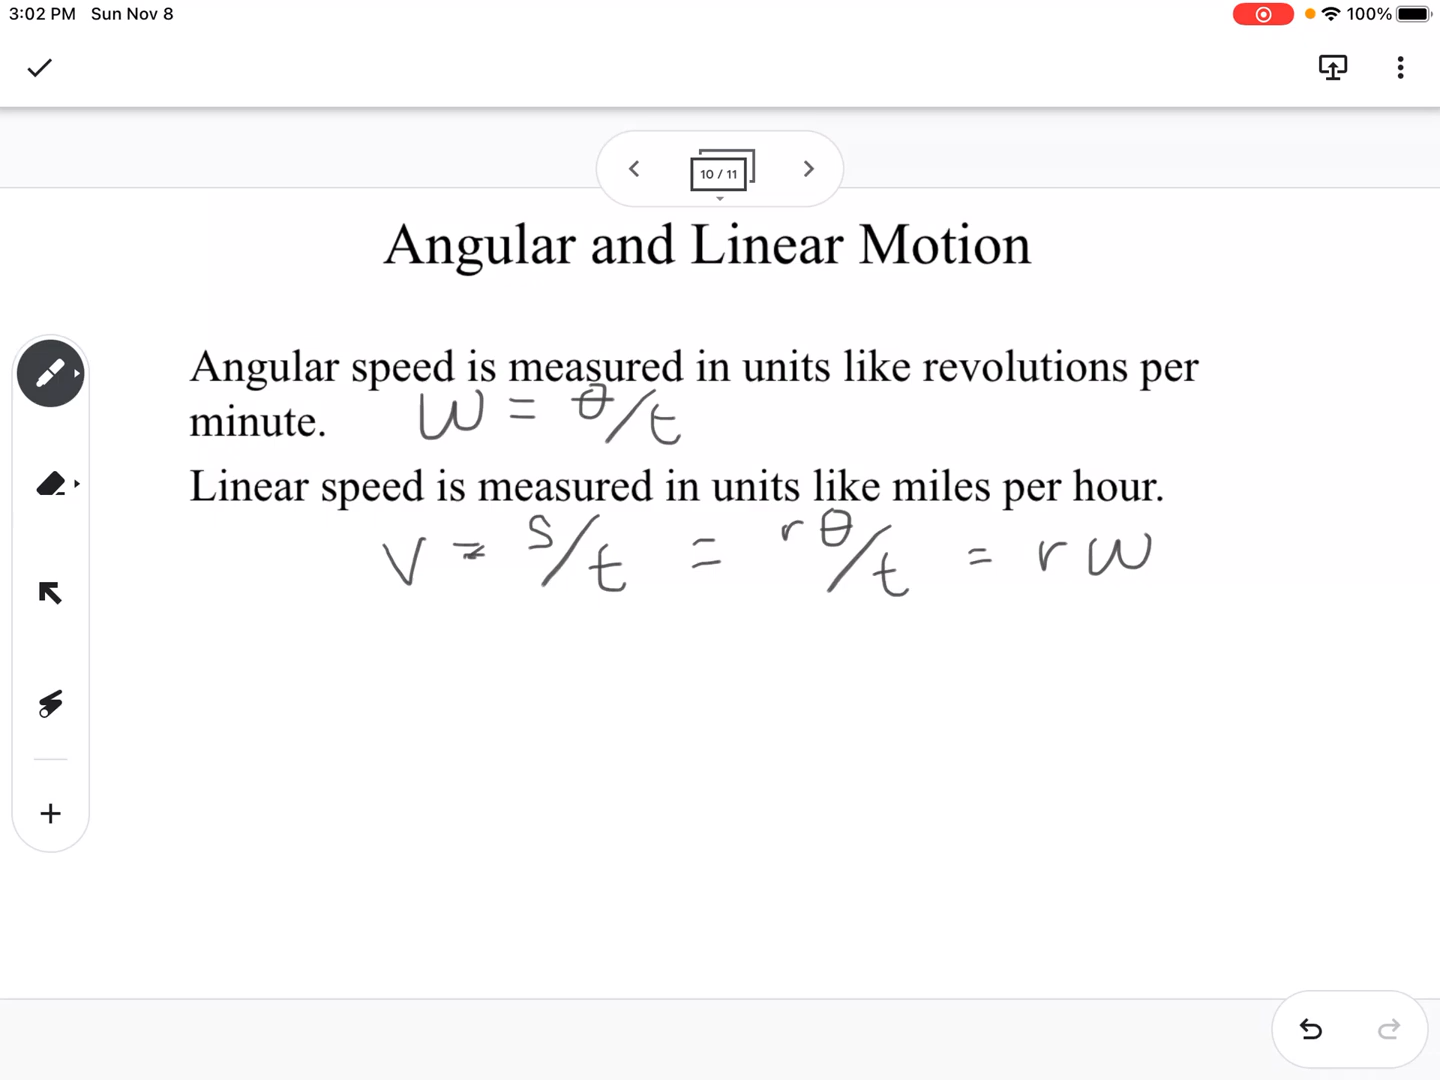 3:02 PM Sun Nov 8 100%
10 / 11
Angular and Linear Motion
Angular speed is measured in units like revolutions per
minute. ω = θ/t
Linear speed is measured in units like miles per hour.
v = s/t = rθ/t = rω